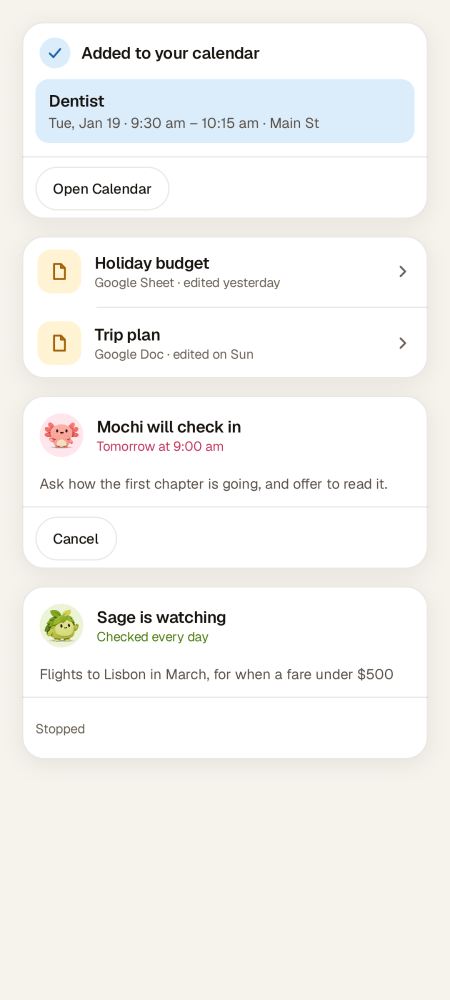 Added to your calendar
Dentist
Tue, Jan 19 · 9:30 am – 10:15 am · Main St
Open Calendar
Holiday budget
Google Sheet · edited yesterday
Trip plan
Google Doc · edited on Sun
Mochi will check in
Tomorrow at 9:00 am
Ask how the first chapter is going, and offer to read it.
Cancel
Sage is watching
Checked every day
Flights to Lisbon in March, for when a fare under $500
Stopped